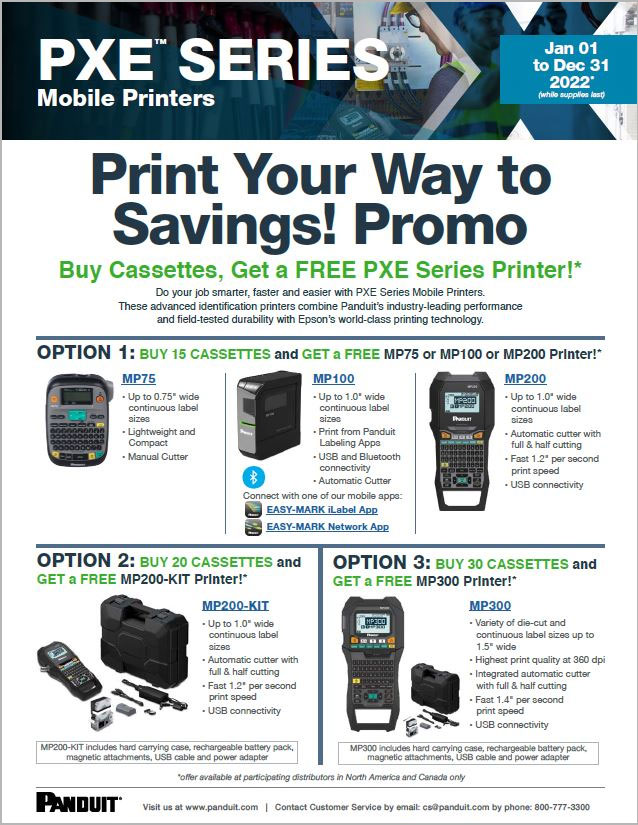 PXE™ SERIES
Mobile Printers
Jan 01
to Dec 31
2022*
(while supplies last)
Print Your Way to
Savings! Promo
Buy Cassettes, Get a FREE PXE Series Printer!*
Do your job smarter, faster and easier with PXE Series Mobile Printers.
These advanced identification printers combine Panduit's industry-leading performance
and field-tested durability with Epson's world-class printing technology.
OPTION 1: BUY 15 CASSETTES and GET a FREE MP75 or MP100 or MP200 Printer!*
MP75
• Up to 0.75" wide
continuous label
sizes
• Lightweight and
Compact
• Manual Cutter
MP100
• Up to 1.0" wide
continuous label
sizes
• Print from Panduit
Labeling Apps
• USB and Bluetooth
connectivity
• Automatic Cutter
Connect with one of our mobile apps:
EASY-MARK iLabel App
EASY-MARK Network App
MP200
PANDUIT
MP200
• Up to 1.0" wide
continuous label
sizes
• Automatic cutter with
full & half cutting
• Fast 1.2" per second
print speed
• USB connectivity
OPTION 2: BUY 20 CASSETTES and
GET a FREE MP200-KIT Printer!*
MP200-KIT
• Up to 1.0" wide
continuous label
sizes
• Automatic cutter with
full & half cutting
• Fast 1.2" per second
print speed
• USB connectivity
MP200-KIT includes hard carrying case, rechargeable battery pack,
magnetic attachments, USB cable and power adapter
OPTION 3: BUY 30 CASSETTES and
GET a FREE MP300 Printer!*
MP300
MP300
• Variety of die-cut and
continuous label sizes up to
1.5" wide
• Highest print quality at 360 dpi
• Integrated automatic cutter
with full & half cutting
• Fast 1.4" per second
print speed
• USB connectivity
MP300 includes hard carrying case, rechargeable battery pack,
magnetic attachments, USB cable and power adapter
*offer available at participating distributors in North America and Canada only
PANDUIT™
Visit us at www.panduit.com | Contact Customer Service by email: cs@panduit.com by phone: 800-777-3300